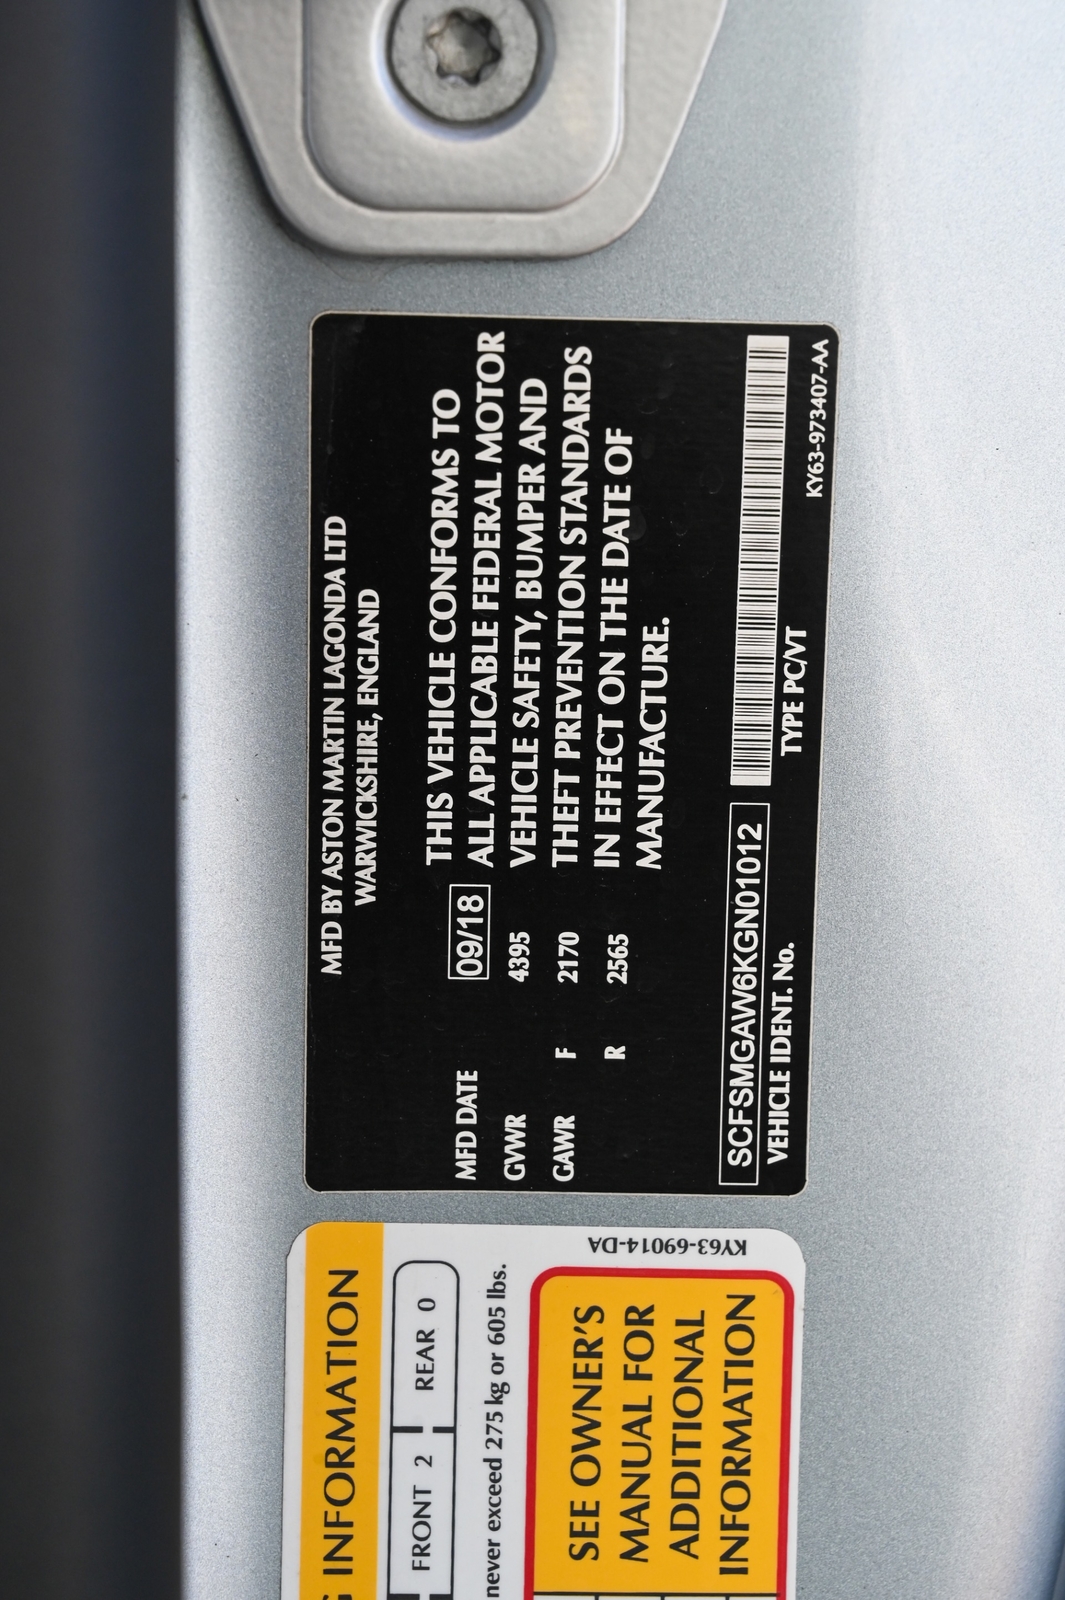 MFD BY ASTON MARTIN LAGONDA LTD
WARWICKSHIRE, ENGLAND
MFD DATE 09/18
GVWR 4395
GAWR F 2170
R 2565
THIS VEHICLE CONFORMS TO
ALL APPLICABLE FEDERAL MOTOR
VEHICLE SAFETY, BUMPER AND
THEFT PREVENTION STANDARDS
IN EFFECT ON THE DATE OF
MANUFACTURE.
SCFSMGAW6KGN01012
VEHICLE IDENT. No. TYPE PC/VT
KY63-973407-AA
INFORMATION
FRONT 2 REAR 0
never exceed 275 kg or 605 lbs.
SEE OWNER'S
MANUAL FOR
ADDITIONAL
INFORMATION
KY63-69014-DA